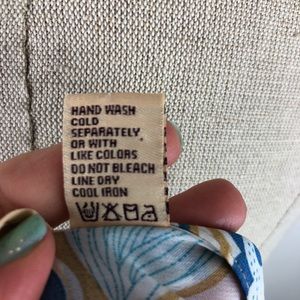 HAND WASH
COLD
SEPARATELY,
OR WITH
LIKE COLORS
DO NOT BLEACH
LINE DRY
COOL IRON